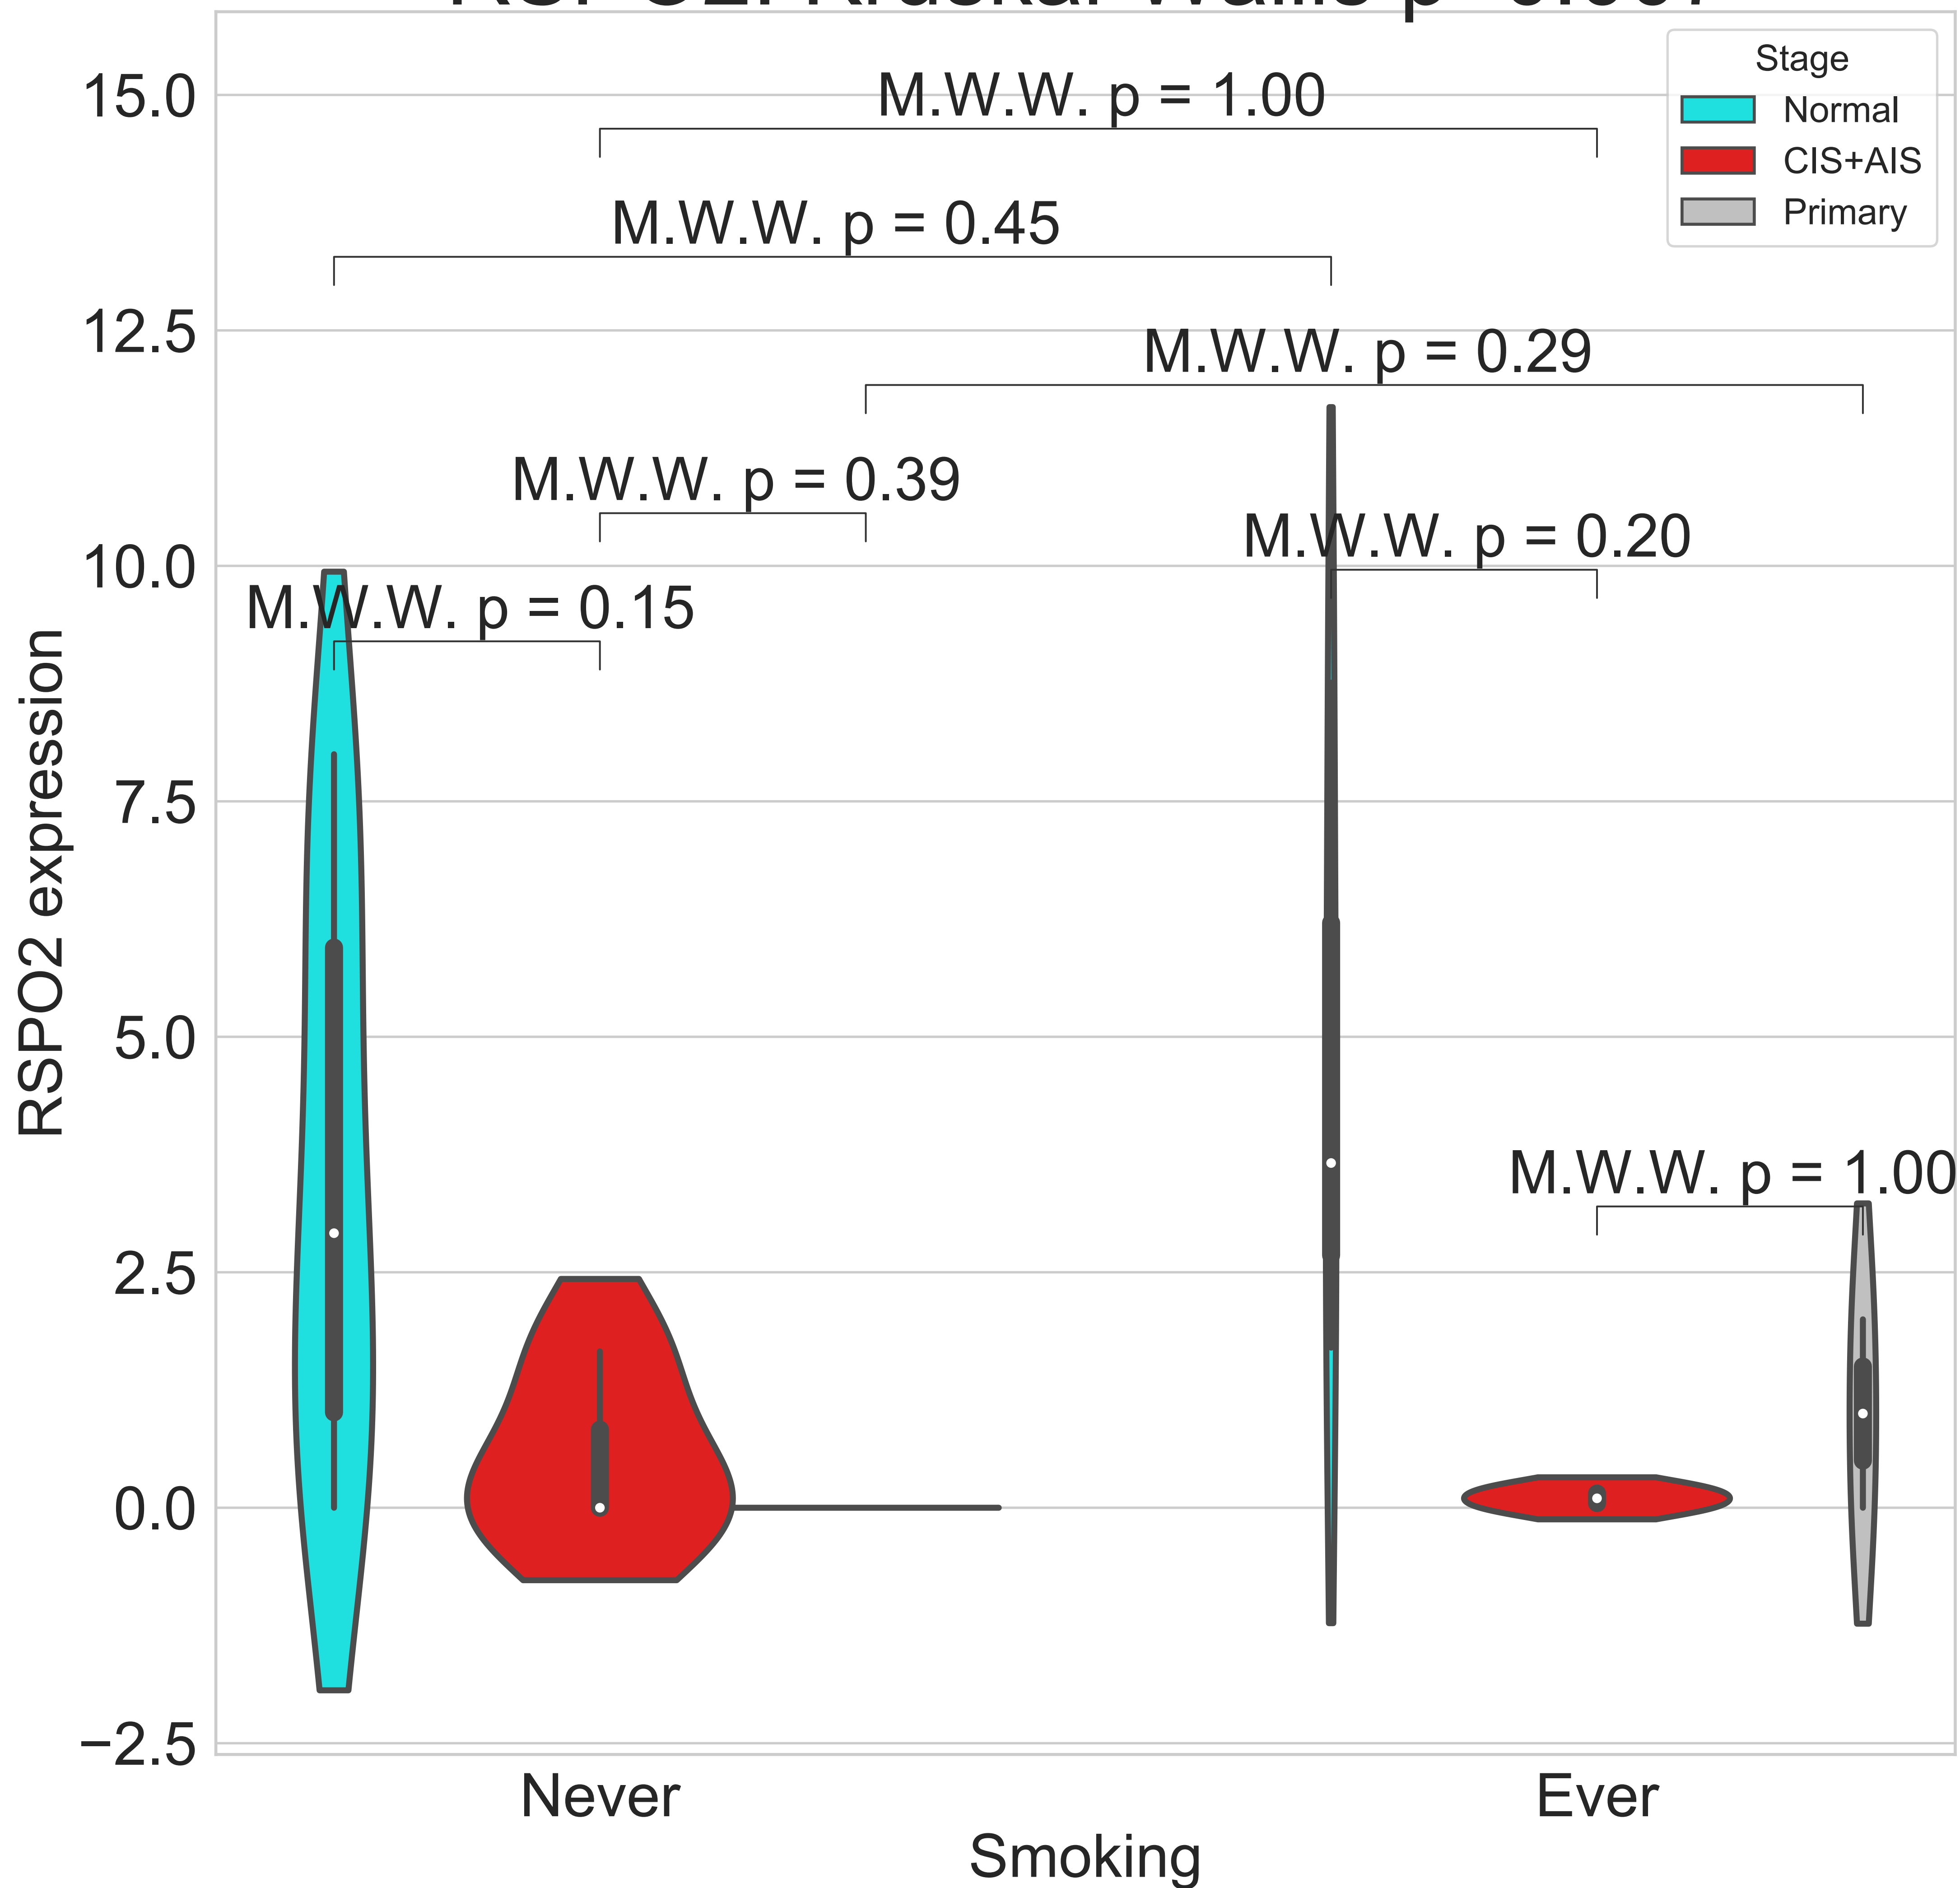 15.0
12.5
10.0
7.5
5.0
2.5
0.0
−2.5
RSPO2 expression
M.W.W. p = 1.00
M.W.W. p = 0.45
M.W.W. p = 0.29
M.W.W. p = 0.39
M.W.W. p = 0.20
M.W.W. p = 0.15
M.W.W. p = 1.00
Stage
Normal
CIS+AIS
Primary
Never
Ever
Smoking